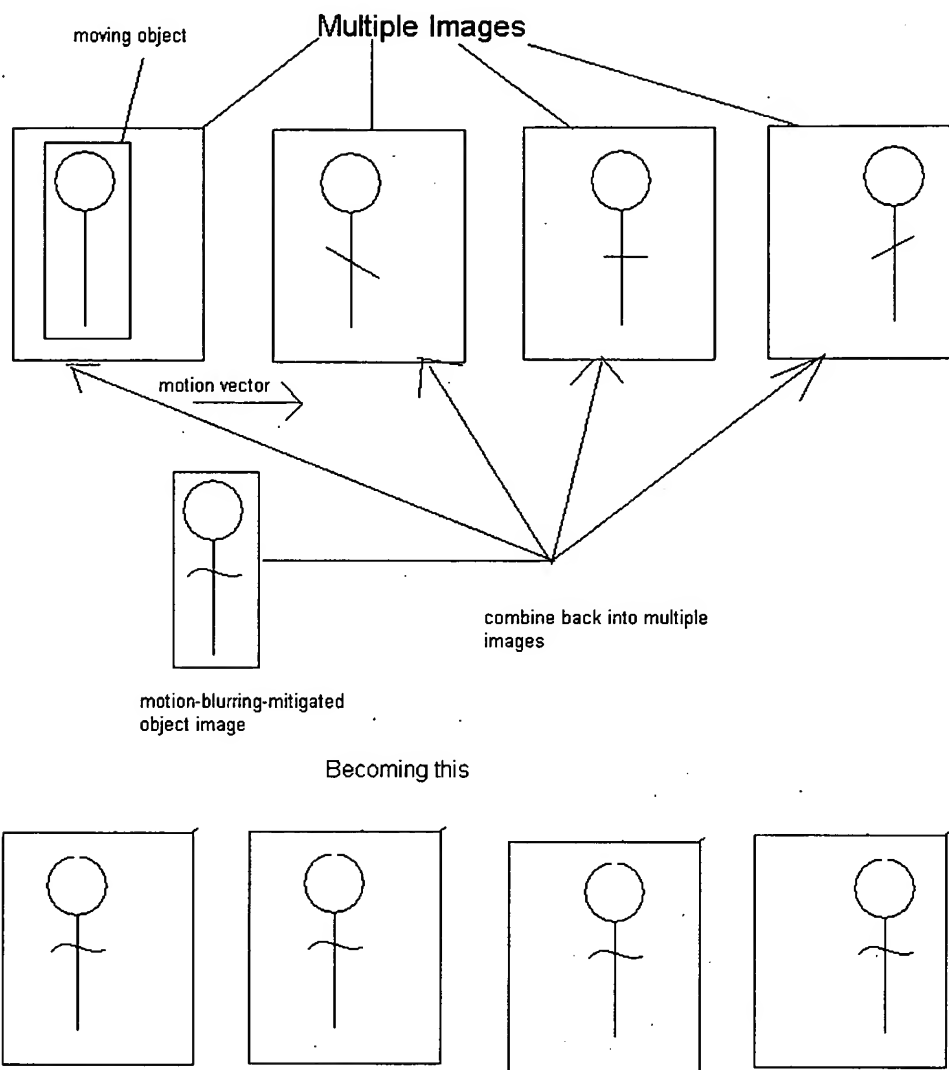 Multiple Images
moving object
motion vector
combine back into multiple
images
motion-blurring-mitigated
object image
Becoming this